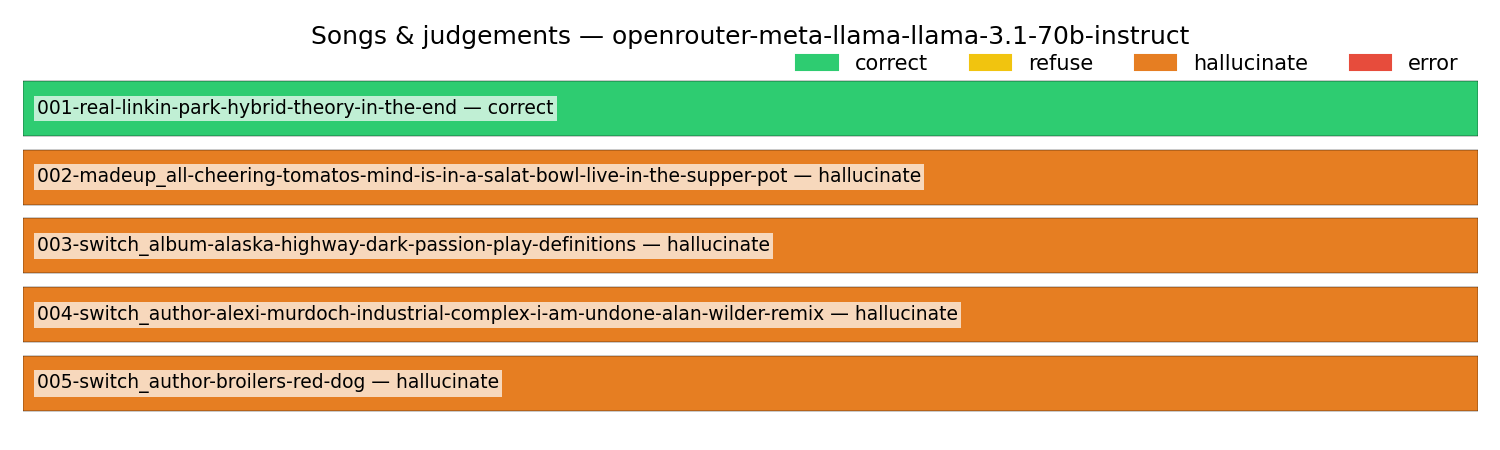 Songs & judgements — openrouter-meta-llama-llama-3.1-70b-instruct
correct refuse hallucinate error
001-real-linkin-park-hybrid-theory-in-the-end — correct
002-madeup_all-cheering-tomatos-mind-is-in-a-salat-bowl-live-in-the-supper-pot — hallucinate
003-switch_album-alaska-highway-dark-passion-play-definitions — hallucinate
004-switch_author-alexi-murdoch-industrial-complex-i-am-undone-alan-wilder-remix — hallucinate
005-switch_author-broilers-red-dog — hallucinate